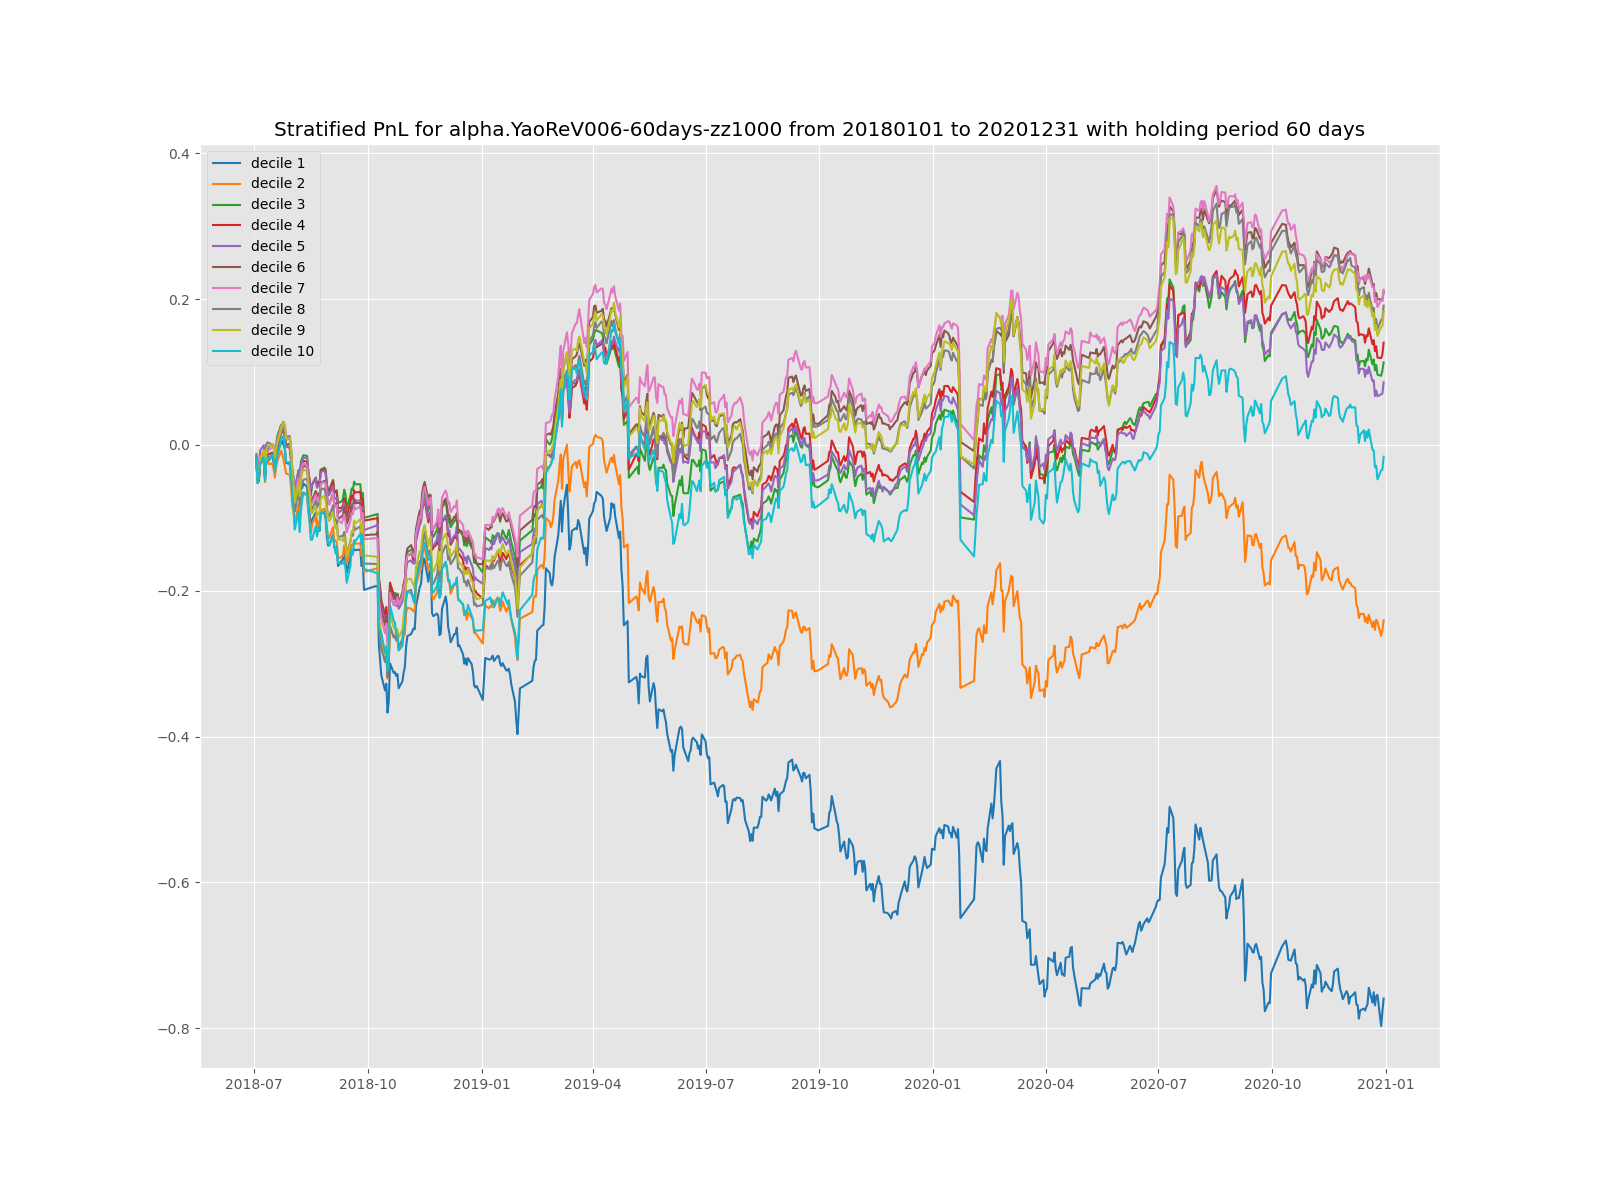 Stratified PnL for alpha.YaoReV006-60days-zz1000 from 20180101 to 20201231 with holding period 60 days
decile 1
decile 2
decile 3
decile 4
decile 5
decile 6
decile 7
decile 8
decile 9
decile 10
0.4
0.2
0.0
−0.2
−0.4
−0.6
−0.8
2018-07 2018-10 2019-01 2019-04 2019-07 2019-10 2020-01 2020-04 2020-07 2020-10 2021-01